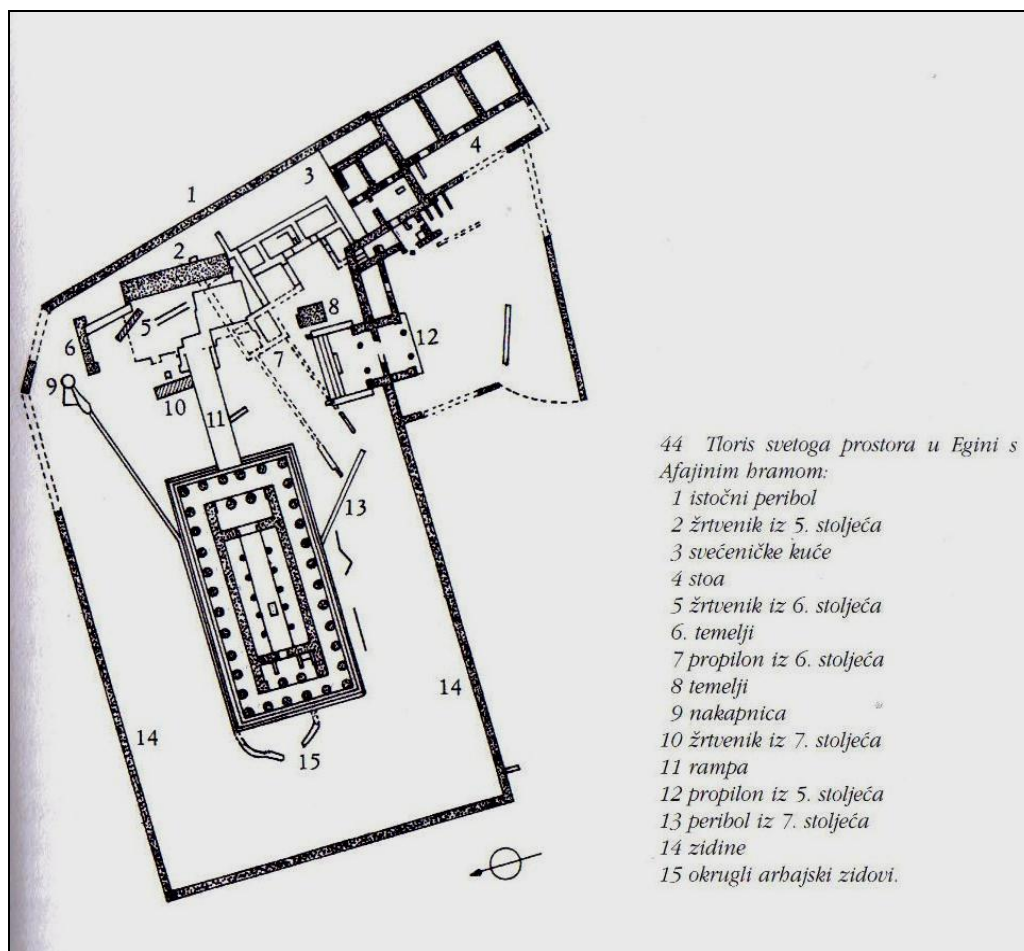 1
2
3
4
5
6
7
8
9
10
11
12
13
14
14
15
44 Tloris svetoga prostora u Egini s
Afajinim hramom:
1 istočni peribol
2 žrtvenik iz 5. stoljeća
3 svećeničke kuće
4 stoa
5 žrtvenik iz 6. stoljeća
6. temelji
7 propilon iz 6. stoljeća
8 temelji
9 nakapnica
10 žrtvenik iz 7. stoljeća
11 rampa
12 propilon iz 5. stoljeća
13 peribol iz 7. stoljeća
14 zidine
15 okrugli arhajski zidovi.